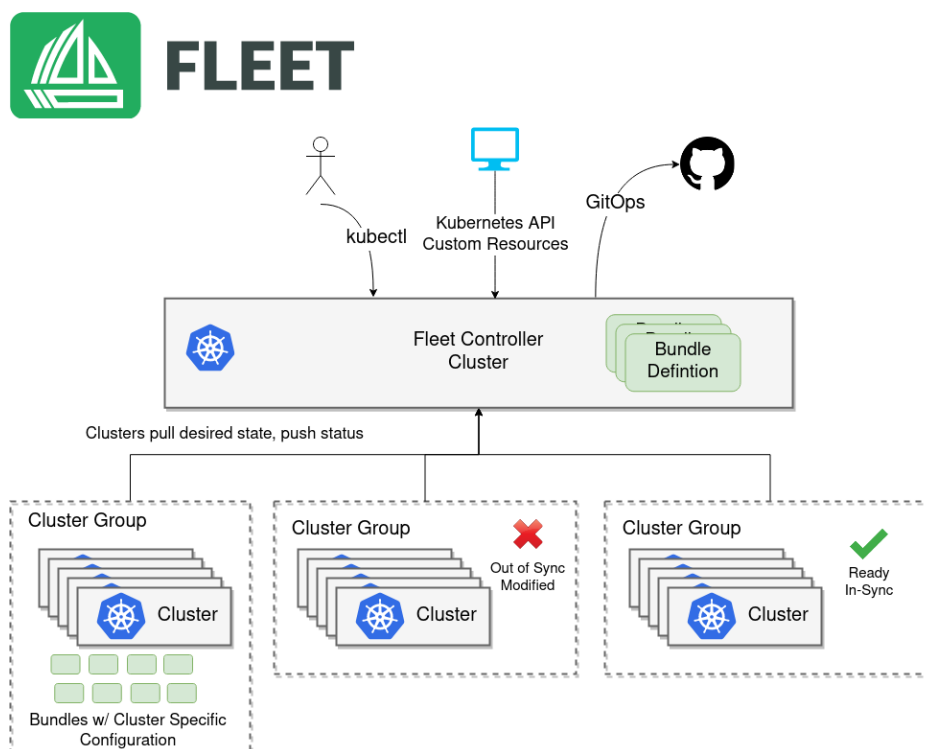 FLEET
kubectl
Kubernetes API
Custom Resources
GitOps
Fleet Controller
Cluster
Bundle
Defintion
Clusters pull desired state, push status
Cluster Group
Cluster
Bundles w/ Cluster Specific
Configuration
Cluster Group
Out of Sync
Modified
Cluster
Cluster Group
Ready
In-Sync
Cluster